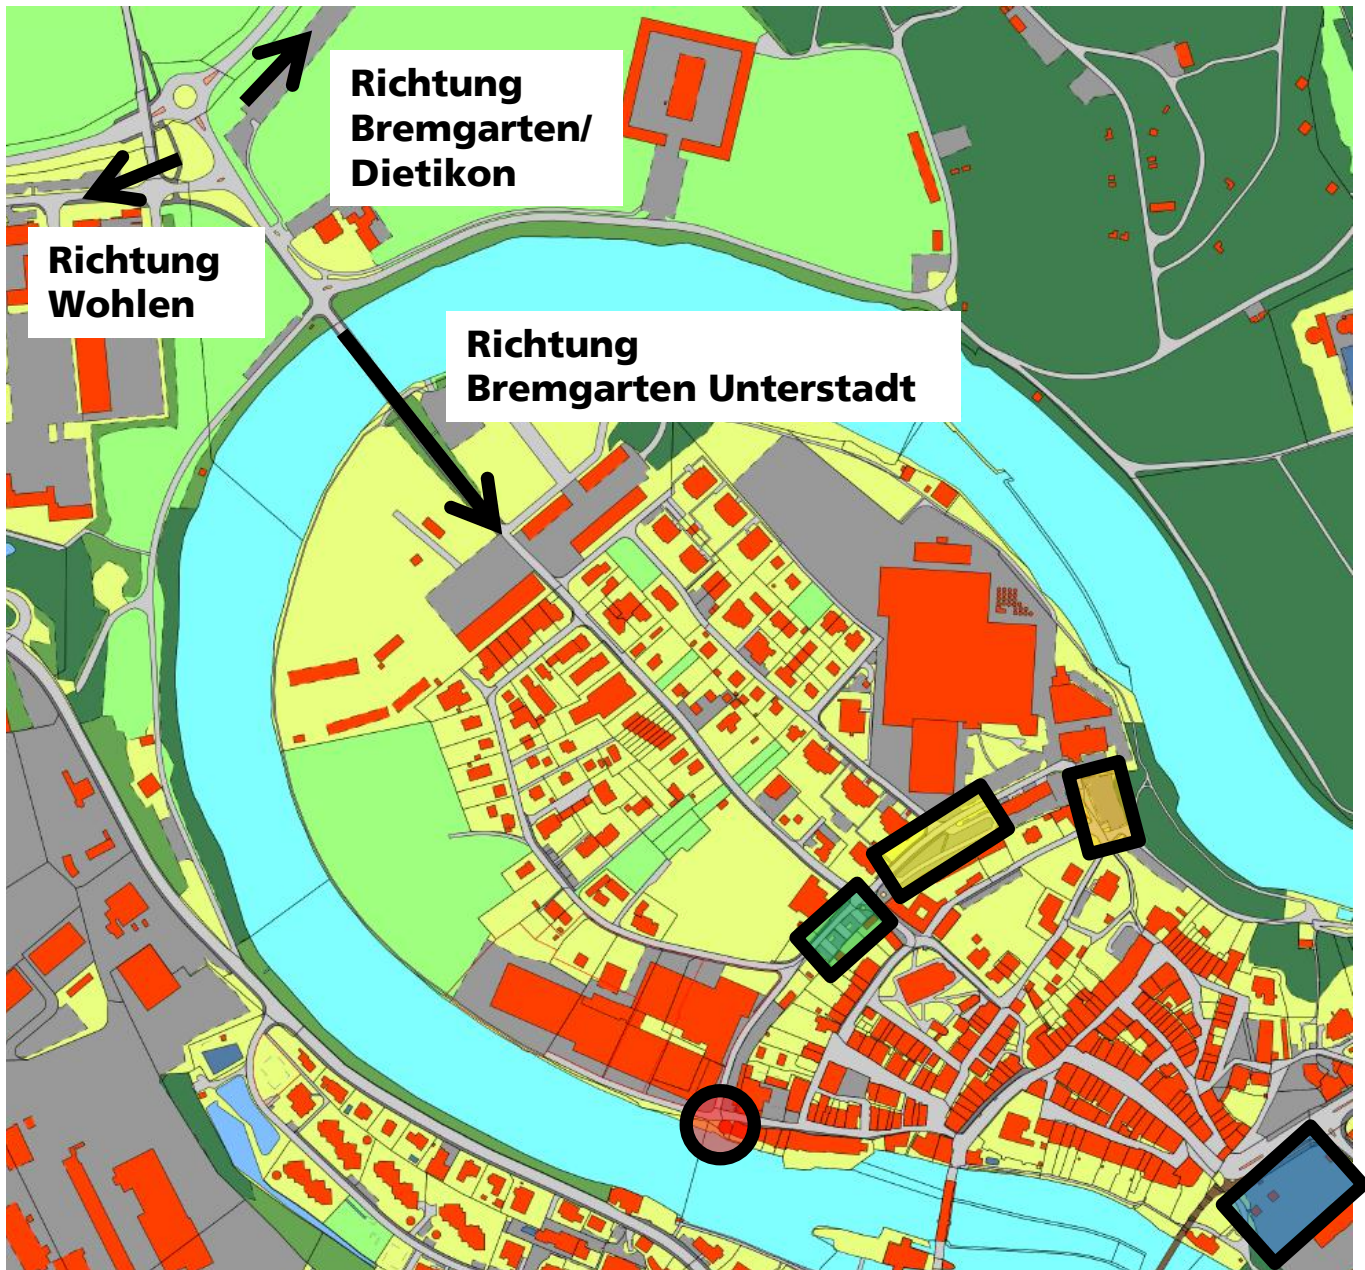 Richtung
Bremgarten/
Dietikon
Richtung
Wohlen
Richtung
Bremgarten Unterstadt